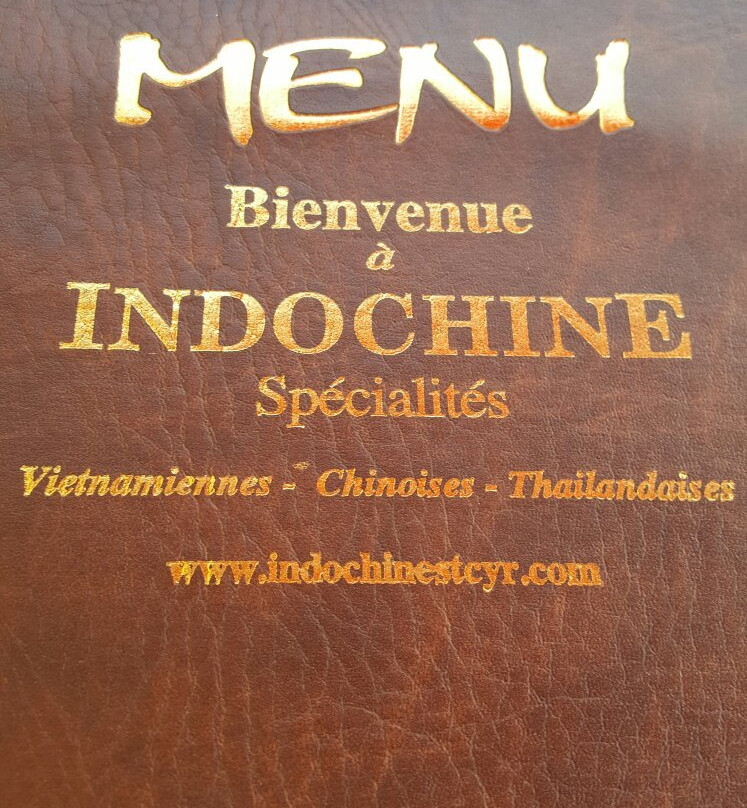 MENU
Bienvenue
à
INDOCHINE
Spécialités
Vietnamiennes - Chinoises - Thailandaises
www.indochinestcyr.com